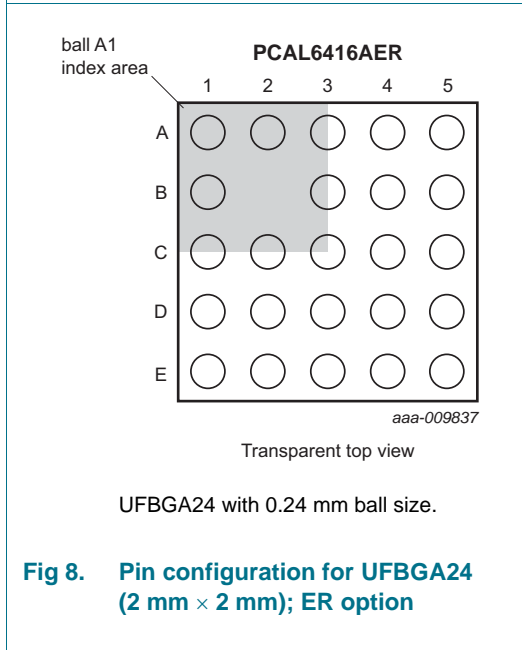 ball A1
index area
PCAL6416AER
1 2 3 4 5
A
B
C
D
E
aaa-009837
Transparent top view
UFBGA24 with 0.24 mm ball size.
Fig 8. Pin configuration for UFBGA24
(2 mm × 2 mm); ER option